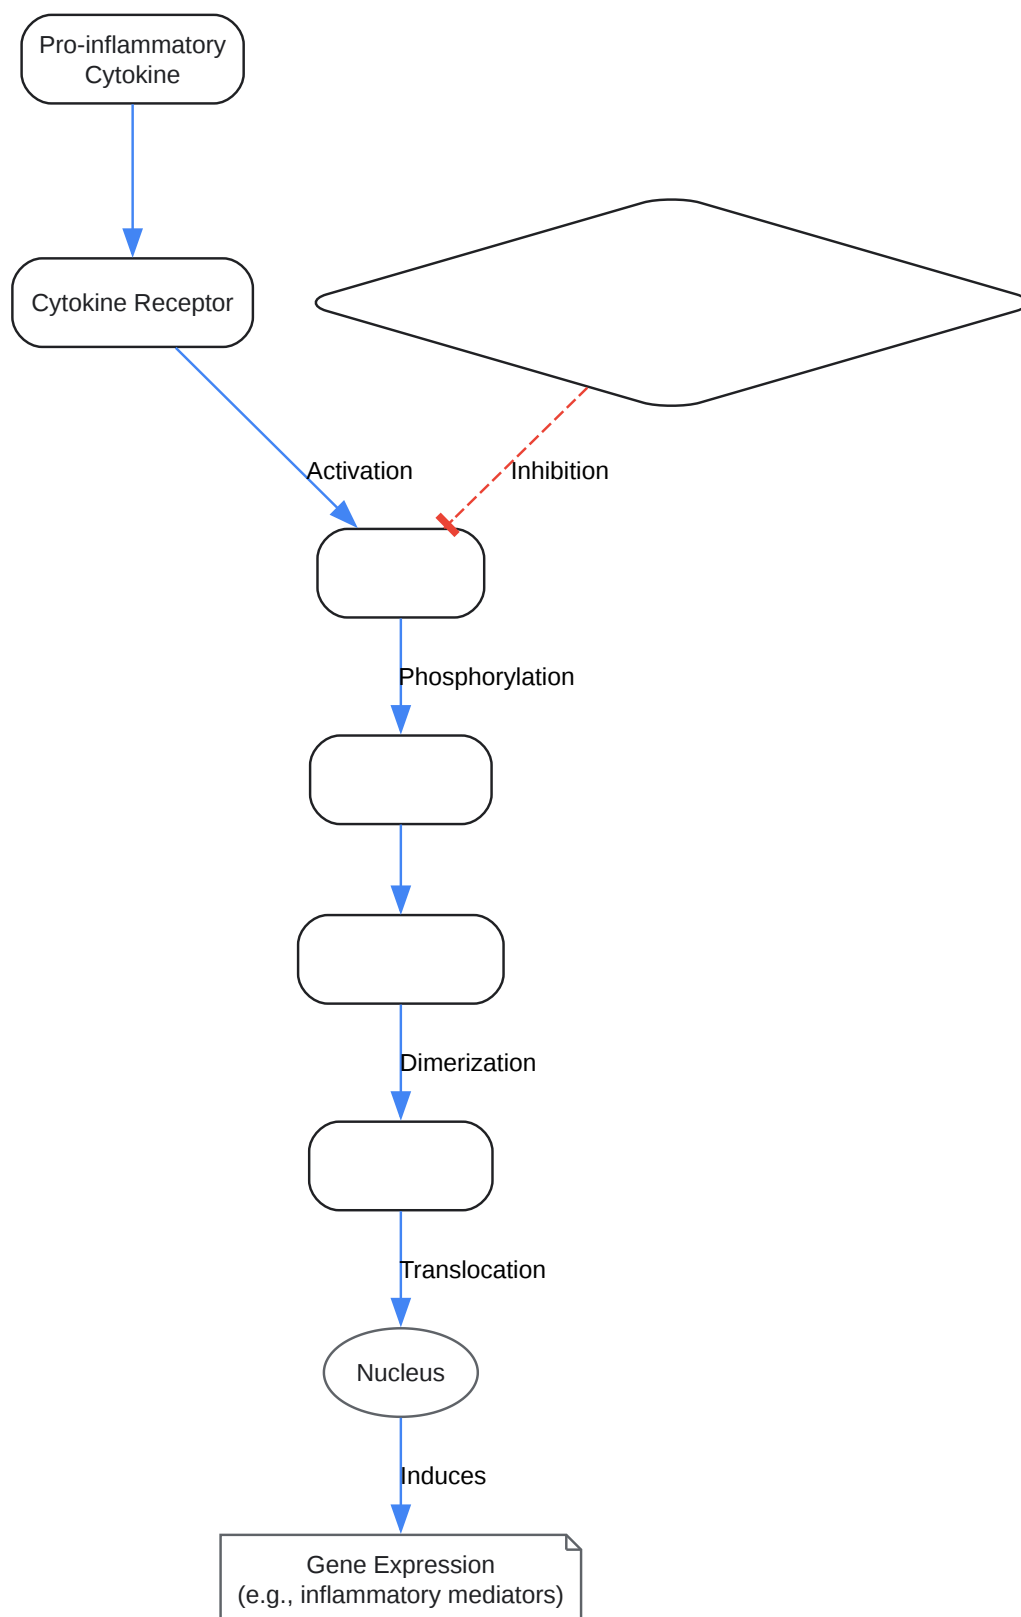 Pro-inflammatory
Cytokine
Cytokine Receptor
Activation
Inhibition
Phosphorylation
Dimerization
Translocation
Nucleus
Induces
Gene Expression
(e.g., inflammatory mediators)